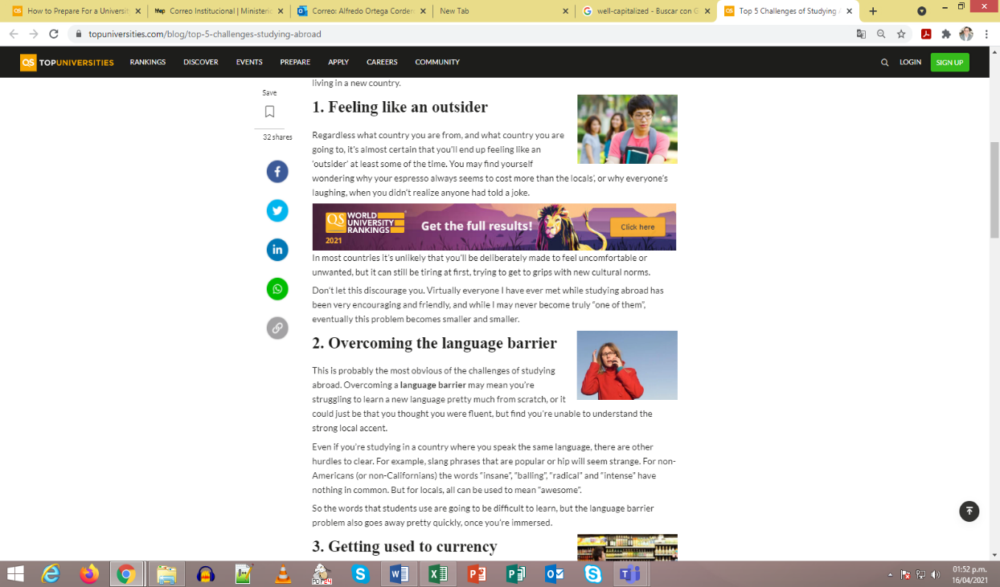 How to Prepare For a Universit
Correo Institucional | Ministeric
Correo: Alfredo Ortega Corder
New Tab
well-capitalized - Buscar con G
Top 5 Challenges of Studying A
topuniversities.com/blog/top-5-challenges-studying-abroad
QS TOPUNIVERSITIES RANKINGS DISCOVER EVENTS PREPARE APPLY CAREERS COMMUNITY LOGIN SIGN UP
living in a new country.
Save
32 shares
1. Feeling like an outsider
Regardless what country you are from, and what country you are
going to, it's almost certain that you'll end up feeling like an
'outsider' at least some of the time. You may find yourself
wondering why your espresso always seems to cost more than the locals', or why everyone's
laughing, when you didn't realize anyone had told a joke.
QS WORLD
UNIVERSITY
RANKINGS
2021
Get the full results!
Click here
In most countries it's unlikely that you'll be deliberately made to feel uncomfortable or
unwanted, but it can still be tiring at first, trying to get to grips with new cultural norms.
Don't let this discourage you. Virtually everyone I have ever met while studying abroad has
been very encouraging and friendly, and while I may never become truly "one of them",
eventually this problem becomes smaller and smaller.
2. Overcoming the language barrier
This is probably the most obvious of the challenges of studying
abroad. Overcoming a language barrier may mean you're
struggling to learn a new language pretty much from scratch, or it
could just be that you thought you were fluent, but find you're unable to understand the
strong local accent.
Even if you're studying in a country where you speak the same language, there are other
hurdles to clear. For example, slang phrases that are popular or hip will seem strange. For non-
Americans (or non-Californians) the words "insane", "balling", "radical" and "intense" have
nothing in common. But for locals, all can be used to mean "awesome".
So the words that students use are going to be difficult to learn, but the language barrier
problem also goes away pretty quickly, once you're immersed.
3. Getting used to currency
01:52 p.m.
16/04/2021